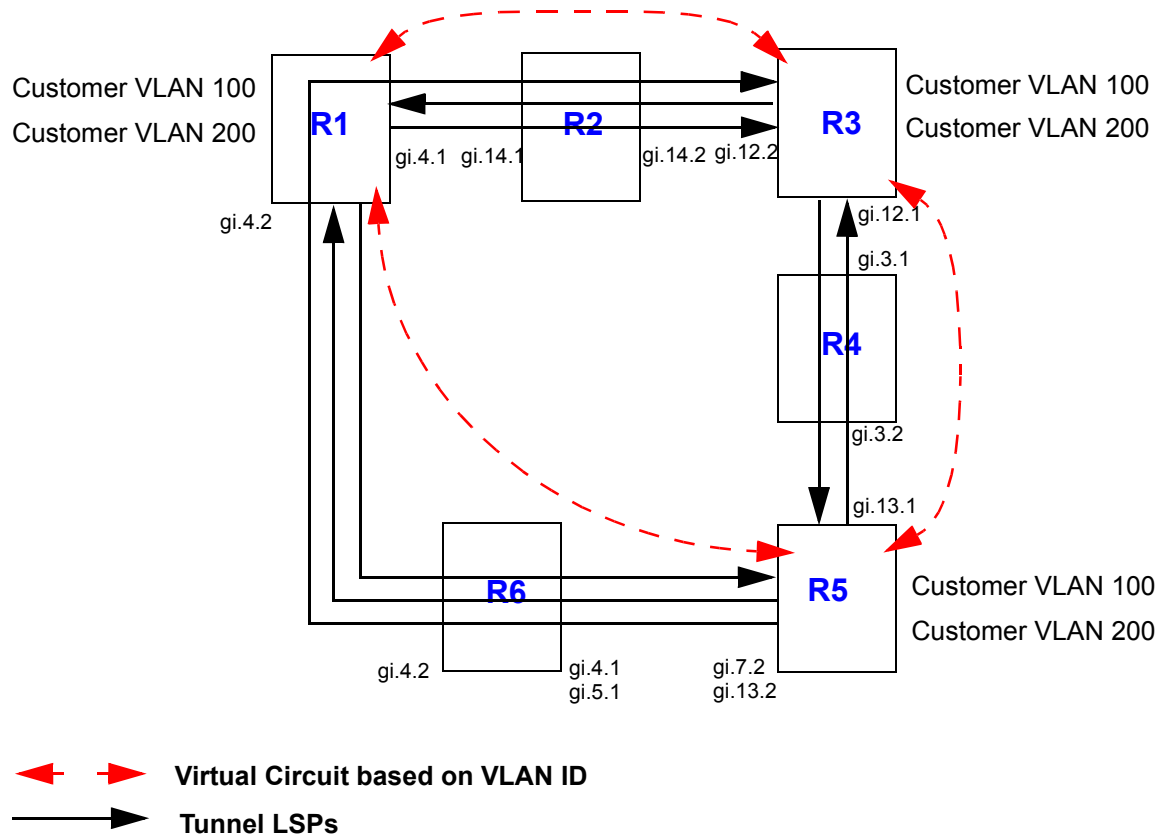 Customer VLAN 100
Customer VLAN 200
R1
R2
R3
Customer VLAN 100
Customer VLAN 200
gi.4.1
gi.14.1
gi.14.2
gi.12.2
gi.4.2
gi.12.1
gi.3.1
R4
gi.3.2
gi.13.1
R6
R5
Customer VLAN 100
Customer VLAN 200
gi.4.2
gi.4.1
gi.5.1
gi.7.2
gi.13.2
Virtual Circuit based on VLAN ID
Tunnel LSPs